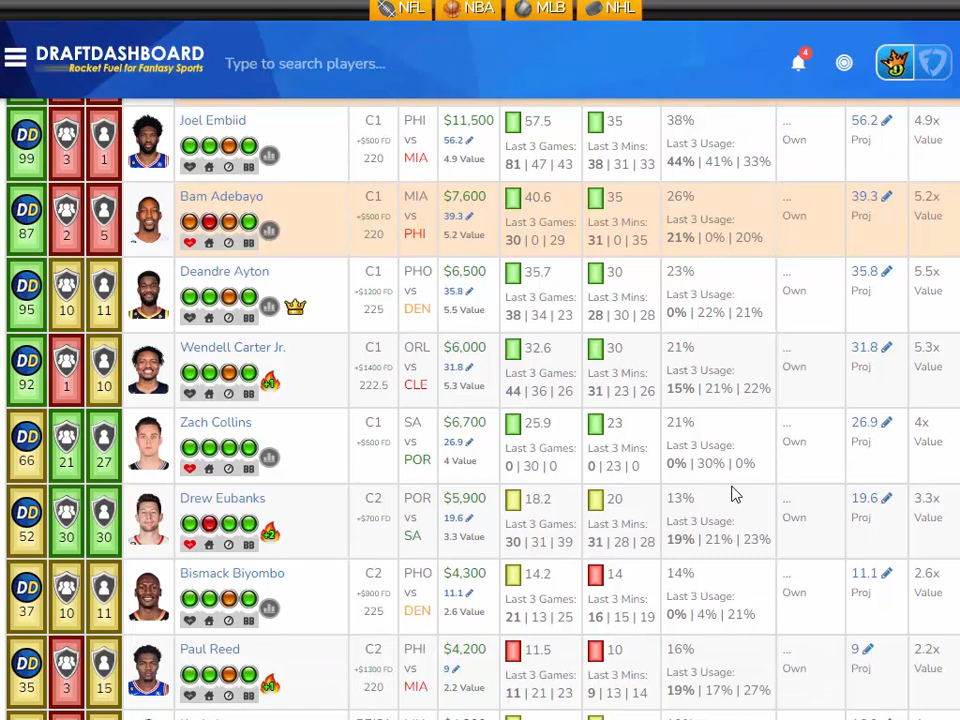 NFL NBA MLB NHL
DRAFTDASHBOARD
Rocket Fuel for Fantasy Sports
Type to search players...
4
DD 99 3 1 Joel Embiid BB C1 +$500 FD 220 PHI VS MIA $11,500 56.2 4.9 Value 57.5 Last 3 Games: 81 | 47 | 43 35 Last 3 Mins: 38 | 31 | 33 38% Last 3 Usage: 44% | 41% | 33% ... Own 56.2 Proj 4.9x Value
DD 87 2 5 Bam Adebayo BB C1 +$500 FD 220 MIA VS PHI $7,600 39.3 5.2 Value 40.6 Last 3 Games: 30 | 0 | 29 35 Last 3 Mins: 31 | 0 | 35 26% Last 3 Usage: 21% | 0% | 20% ... Own 39.3 Proj 5.2x Value
DD 95 10 11 Deandre Ayton BB C1 +$1200 FD 225 PHO VS DEN $6,500 35.8 5.5 Value 35.7 Last 3 Games: 38 | 34 | 23 30 Last 3 Mins: 28 | 30 | 28 23% Last 3 Usage: 0% | 22% | 21% ... Own 35.8 Proj 5.5x Value
DD 92 1 10 Wendell Carter Jr. BB +1 C1 +$1400 FD 222.5 ORL VS CLE $6,000 31.8 5.3 Value 32.6 Last 3 Games: 44 | 36 | 26 30 Last 3 Mins: 31 | 23 | 26 21% Last 3 Usage: 15% | 21% | 22% ... Own 31.8 Proj 5.3x Value
DD 66 21 27 Zach Collins BB C1 +$500 FD SA VS POR $6,700 26.9 4 Value 25.9 Last 3 Games: 0 | 30 | 0 23 Last 3 Mins: 0 | 23 | 0 21% Last 3 Usage: 0% | 30% | 0% ... Own 26.9 Proj 4x Value
DD 52 30 30 Drew Eubanks BB +2 C2 +$700 FD POR VS SA $5,900 19.6 3.3 Value 18.2 Last 3 Games: 30 | 31 | 39 20 Last 3 Mins: 31 | 28 | 28 13% Last 3 Usage: 19% | 21% | 23% ... Own 19.6 Proj 3.3x Value
DD 37 10 11 Bismack Biyombo BB C2 +$900 FD 225 PHO VS DEN $4,300 11.1 2.6 Value 14.2 Last 3 Games: 21 | 13 | 25 14 Last 3 Mins: 16 | 15 | 19 14% Last 3 Usage: 0% | 4% | 21% ... Own 11.1 Proj 2.6x Value
DD 35 3 15 Paul Reed BB +1 C2 +$1300 FD 220 PHI VS MIA $4,200 9 2.2 Value 11.5 Last 3 Games: 11 | 21 | 23 10 Last 3 Mins: 9 | 13 | 14 16% Last 3 Usage: 19% | 17% | 27% ... Own 9 Proj 2.2x Value